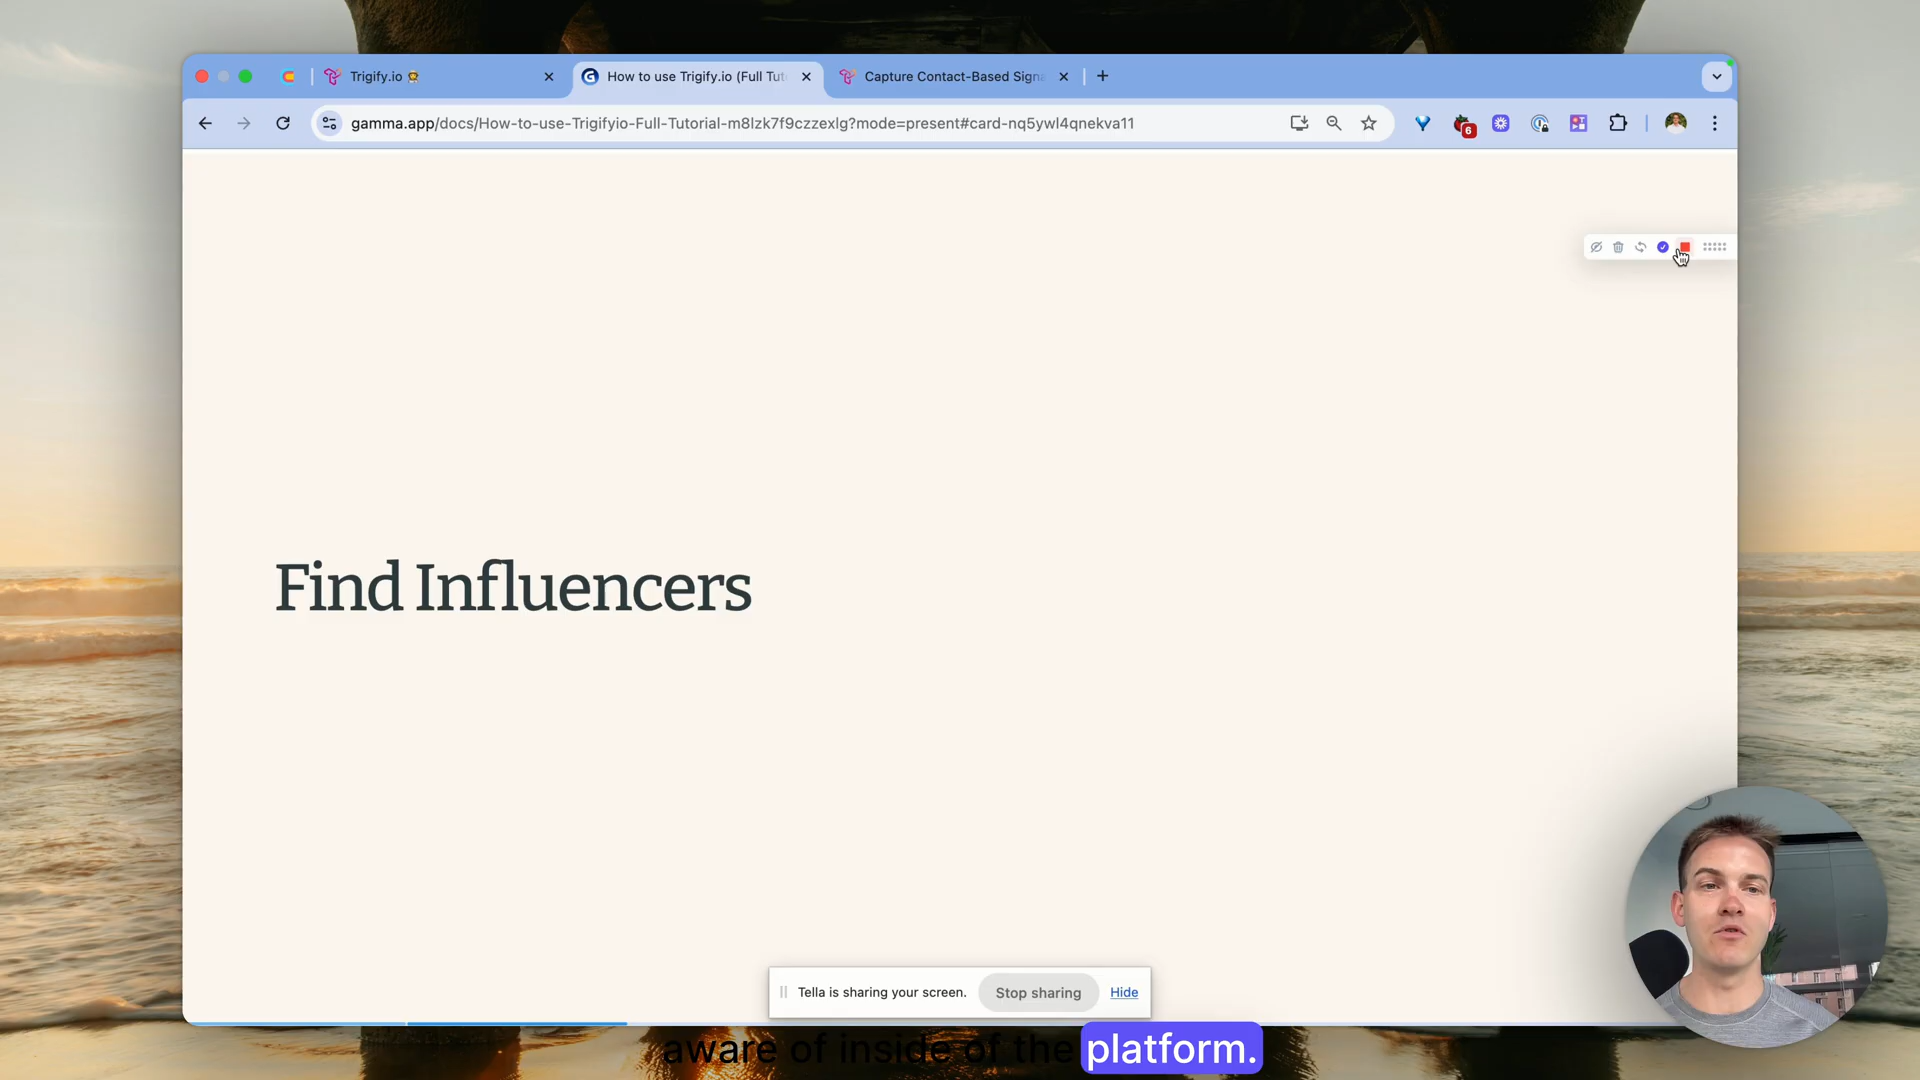 Trigify.io
How to use Trigify.io (Full Tut
Capture Contact-Based Signa
gamma.app/docs/How-to-use-Trigifyio-Full-Tutorial-m8lzk7f9czzexlg?mode=present#card-nq5ywl4qnekva11
6
Find Influencers
Tella is sharing your screen.
Stop sharing
Hide
aware of inside of the platform.